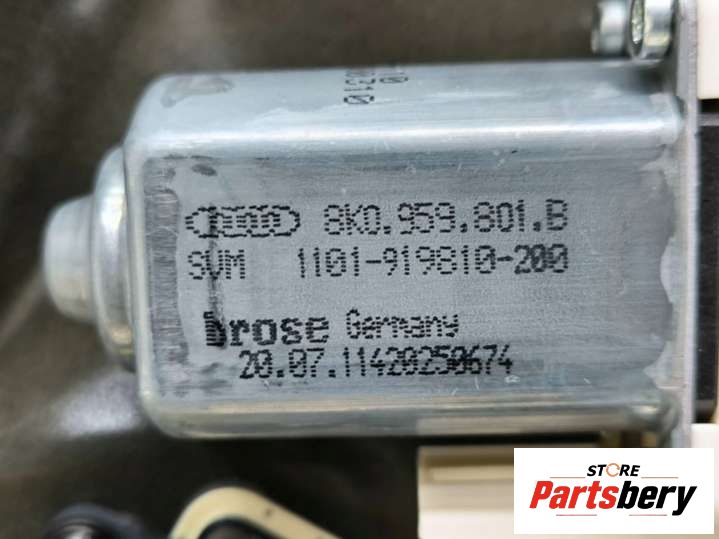 8K0.959.801.B
SVM 1101-919810-200
brose Germany
20.07.11420250674
STORE
Partsbery